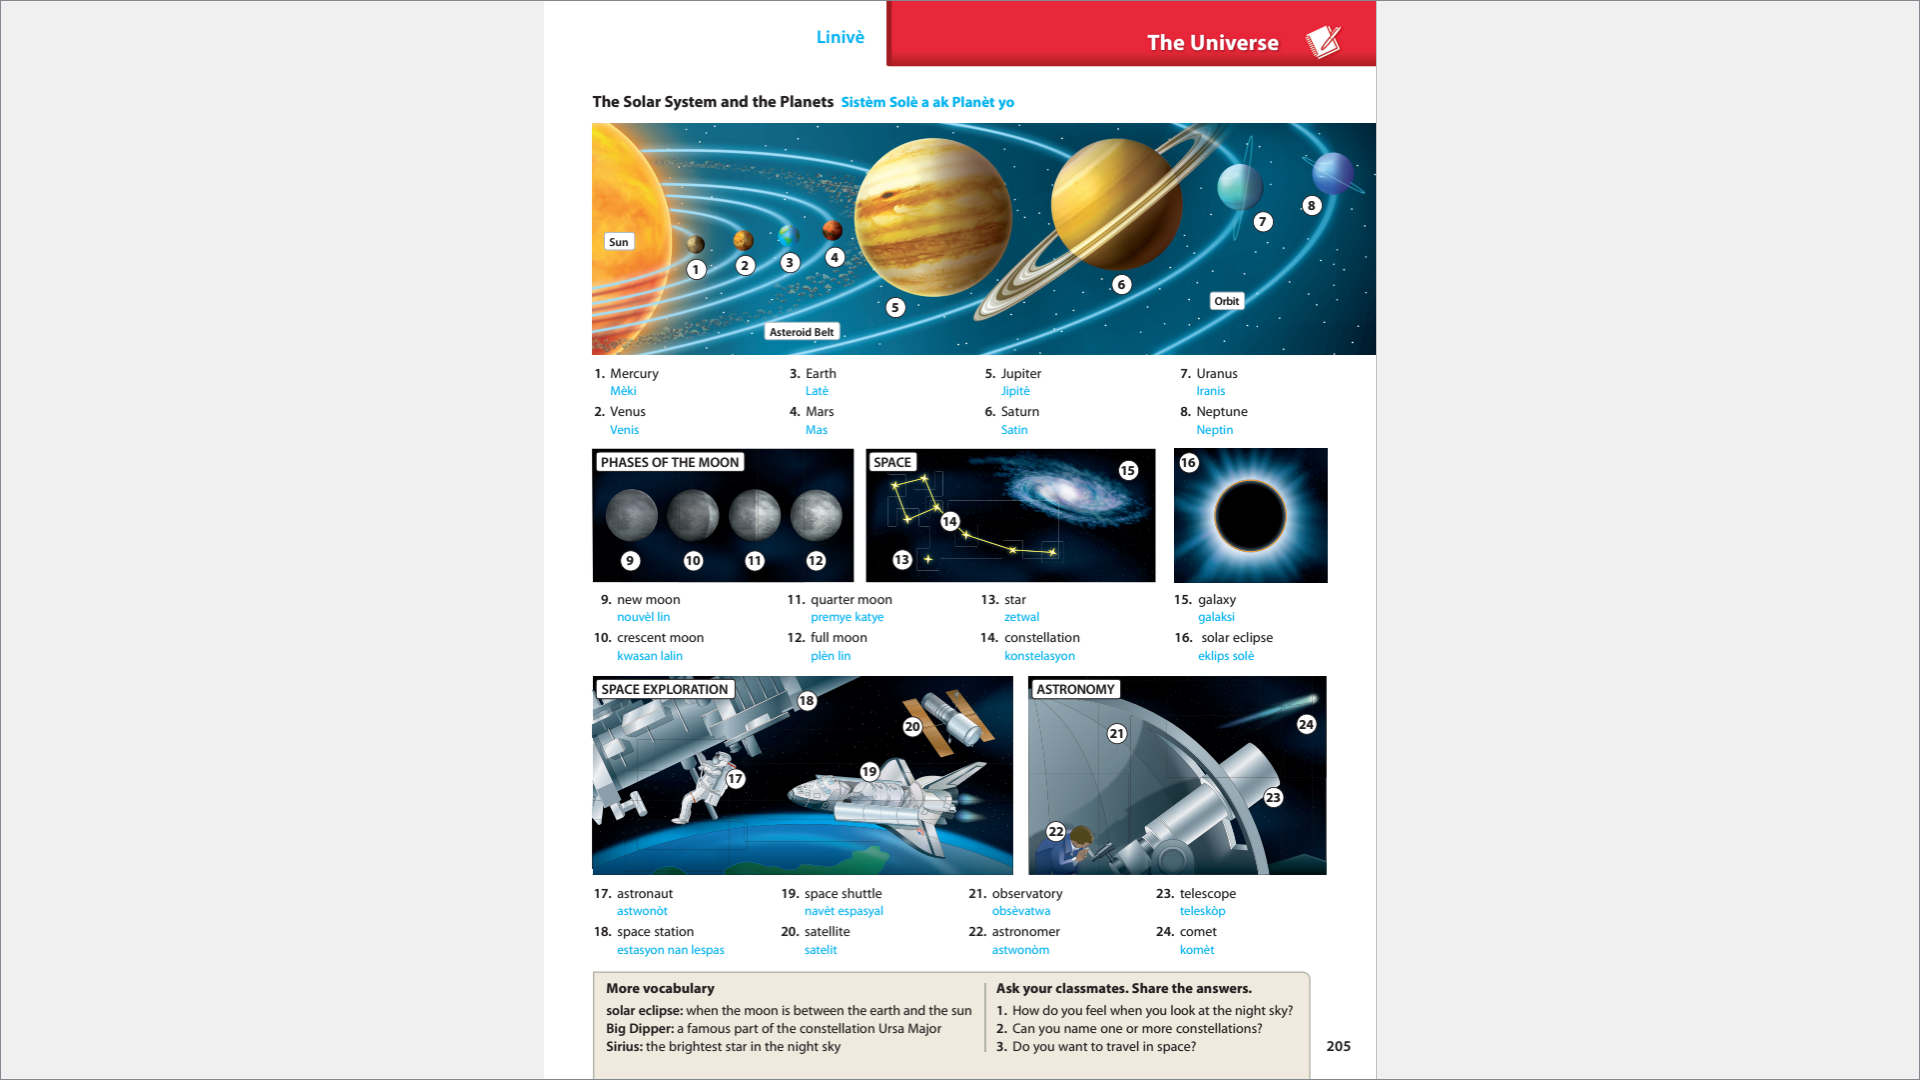 Linivè
The Universe
The Solar System and the Planets Sistèm Solè a ak Planèt yo
Sun
1
2
3
4
5
6
7
8
Orbit
Asteroid Belt
1. Mercury
Mèki
2. Venus
Venis
3. Earth
Latè
4. Mars
Mas
5. Jupiter
Jipitè
6. Saturn
Satin
7. Uranus
Iranis
8. Neptune
Neptin
PHASES OF THE MOON
9
10
11
12
SPACE
15
14
13
16
9. new moon
nouvèl lin
10. crescent moon
kwasan lalin
11. quarter moon
premye katye
12. full moon
plèn lin
13. star
zetwal
14. constellation
konstelasyon
15. galaxy
galaksi
16. solar eclipse
eklips solè
SPACE EXPLORATION
18
20
19
17
ASTRONOMY
24
21
23
22
17. astronaut
astwonòt
18. space station
estasyon nan lespas
19. space shuttle
navèt espasyal
20. satellite
satelit
21. observatory
obsèvatwa
22. astronomer
astwonòm
23. telescope
teleskòp
24. comet
komèt
More vocabulary
solar eclipse: when the moon is between the earth and the sun
Big Dipper: a famous part of the constellation Ursa Major
Sirius: the brightest star in the night sky
Ask your classmates. Share the answers.
1. How do you feel when you look at the night sky?
2. Can you name one or more constellations?
3. Do you want to travel in space?
205